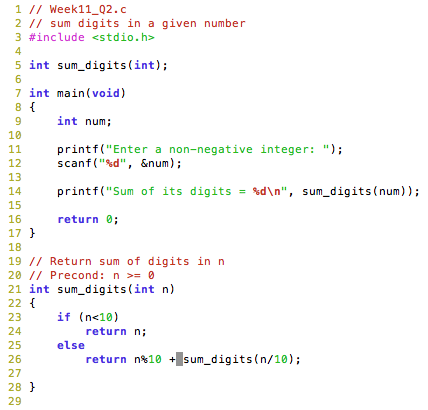 1 // Week11_Q2.c
2 // sum digits in a given number
3 #include <stdio.h>
4
5 int sum_digits(int);
6
7 int main(void)
8 {
9     int num;
10
11     printf("Enter a non-negative integer: ");
12     scanf("%d", &num);
13
14     printf("Sum of its digits = %d\n", sum_digits(num));
15
16     return 0;
17 }
18
19 // Return sum of digits in n
20 // Precond: n >= 0
21 int sum_digits(int n)
22 {
23     if (n<10)
24         return n;
25     else
26         return n%10 + sum_digits(n/10);
27
28 }
29